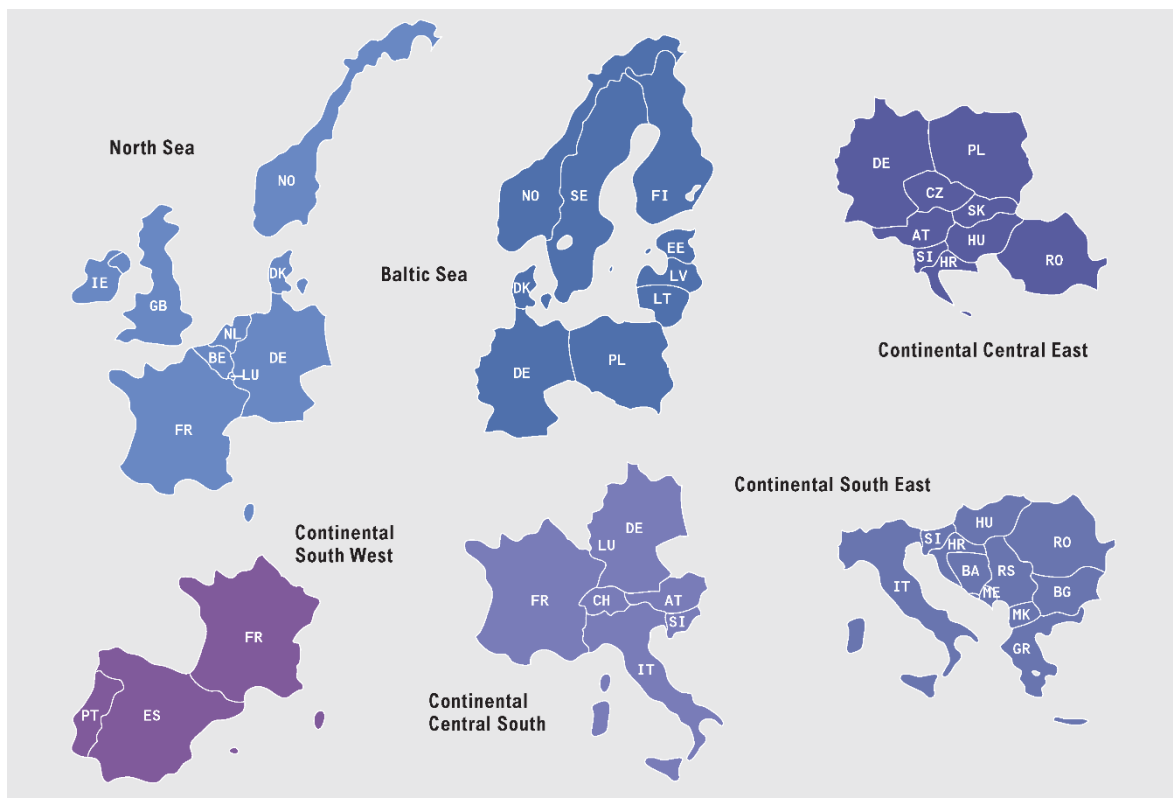 North Sea
NO
IE
GB
DK
NL
BE
DE
LU
FR
Baltic Sea
NO
SE
FI
EE
LV
LT
DK
DE
PL
DE
PL
CZ
SK
AT
HU
SI
HR
RO
Continental Central East
Continental
South West
FR
PT
ES
DE
LU
FR
CH
AT
SI
IT
Continental
Central South
Continental South East
HU
SI
HR
RO
BA
RS
IT
ME
BG
MK
GR